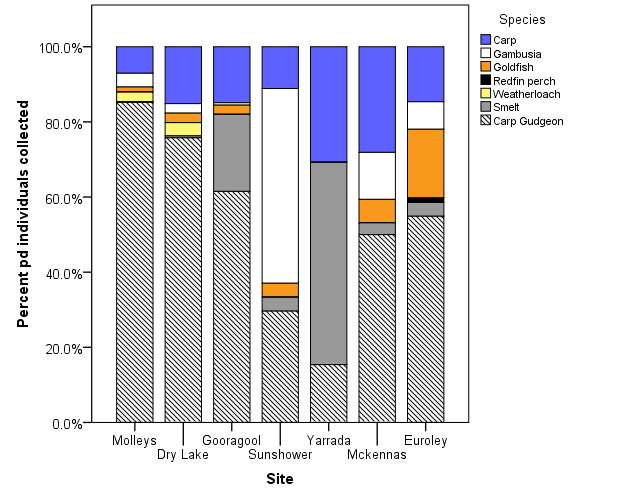 Species
Carp
Gambusia
Goldfish
Redfin perch
Weatherloach
Smelt
Carp Gudgeon
Percent pd individuals collected
100.0%
80.0%
60.0%
40.0%
20.0%
0.0%
Molleys
Dry Lake
Gooragool
Sunshower
Yarrada
Mckennas
Euroley
Site